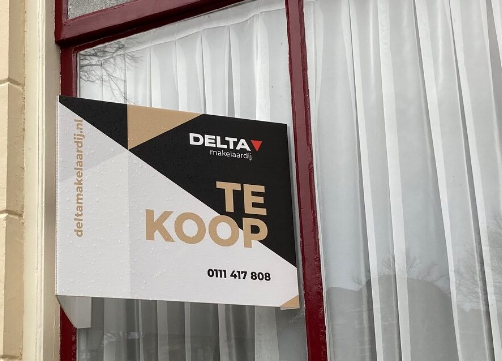 deltamakelaardij.nl
DELTA
makelaardij
TE
KOOP
0111 417 808